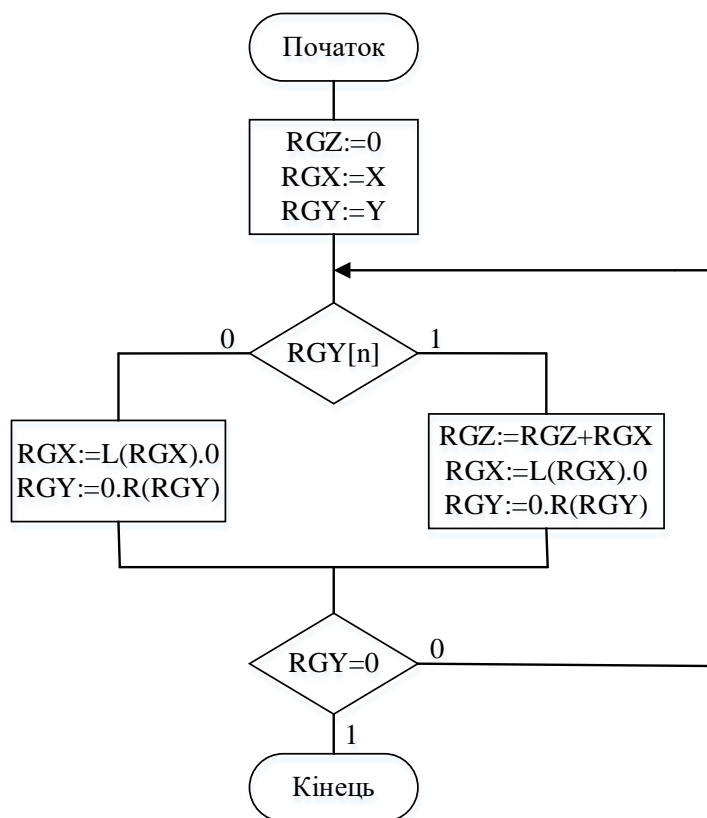 Початок
RGZ:=0
RGX:=X
RGY:=Y
0
RGY[n]
1
RGX:=L(RGX).0
RGY:=0.R(RGY)
RGZ:=RGZ+RGX
RGX:=L(RGX).0
RGY:=0.R(RGY)
RGY=0
0
1
Кінець